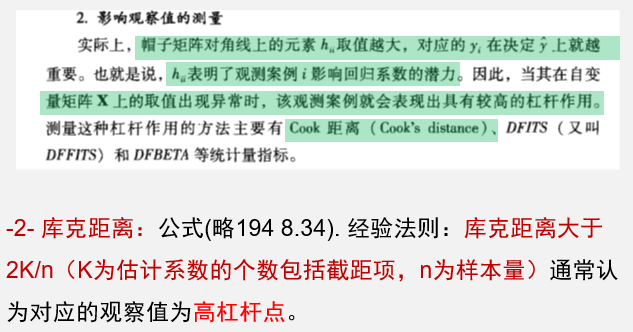 2. 影响观察值的测量
实际上，帽子矩阵对角线上的元素 hᵢᵢ取值越大，对应的 yᵢ 在决定 ŷ 上就越
重要。也就是说，hᵢᵢ表明了观测案例 i 影响回归系数的潜力。因此，当其在自变
量矩阵 X 上的取值出现异常时，该观测案例就会表现出具有较高的杠杆作用。
测量这种杠杆作用的方法主要有 Cook 距离（Cook's distance）、DFITS（又叫
DFFITS）和 DFBETA 等统计量指标。
-2- 库克距离：公式(略194 8.34). 经验法则：库克距离大于
2K/n（K为估计系数的个数包括截距项，n为样本量）通常认
为对应的观察值为高杠杆点。